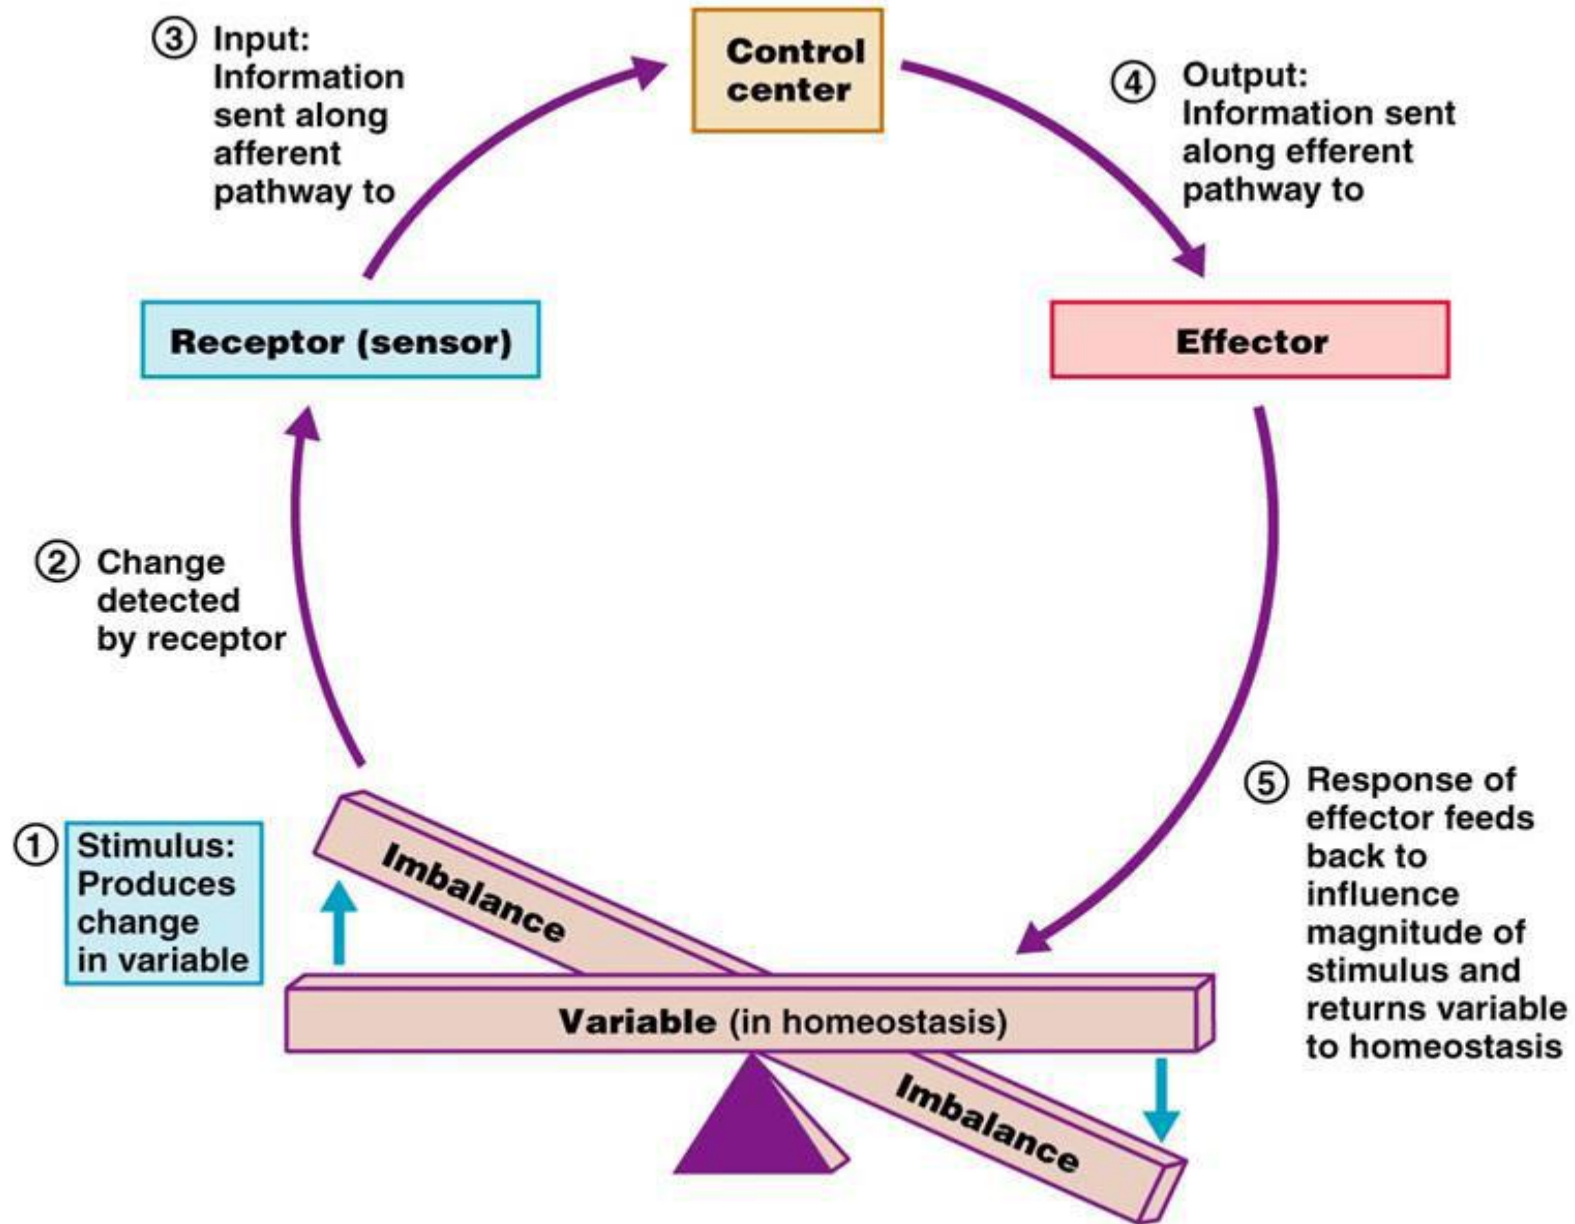 ③ Input:
Information
sent along
afferent
pathway to
Control
center
④ Output:
Information sent
along efferent
pathway to
Receptor (sensor)
Effector
② Change
detected
by receptor
① Stimulus:
Produces
change
in variable
Imbalance
Variable (in homeostasis)
Imbalance
⑤ Response of
effector feeds
back to
influence
magnitude of
stimulus and
returns variable
to homeostasis